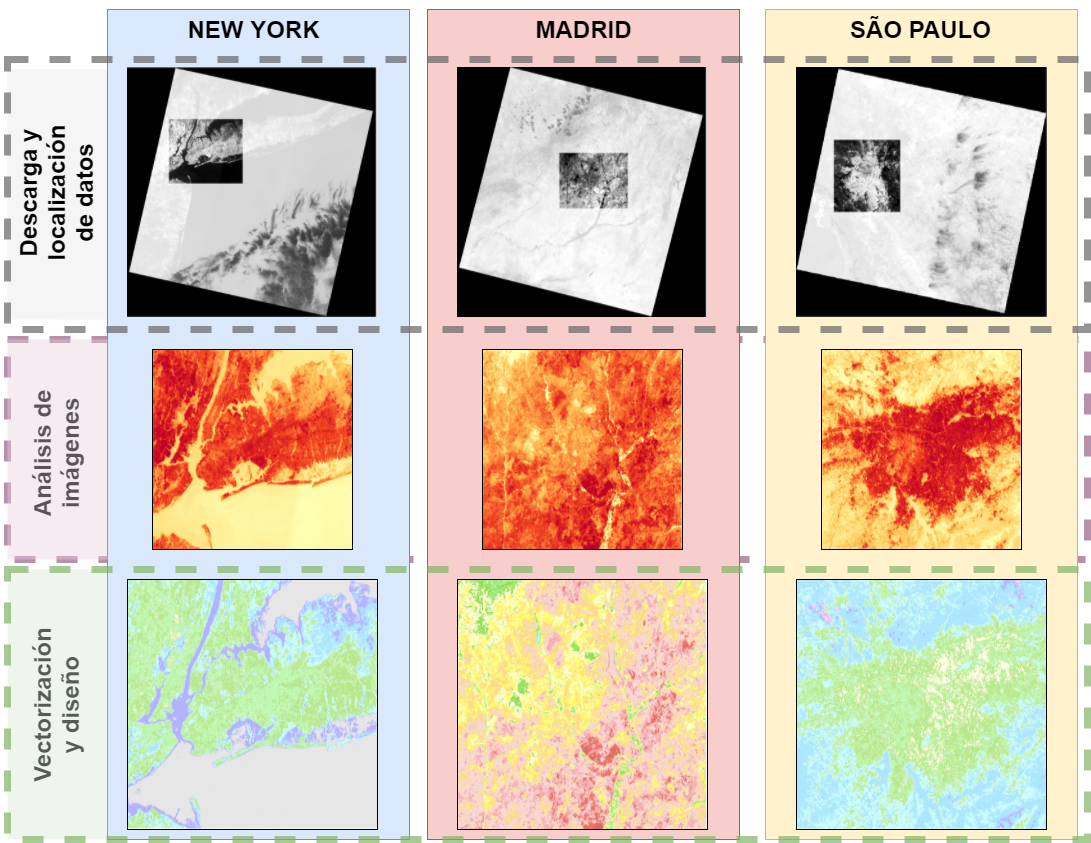 NEW YORK
MADRID
SÃO PAULO
Descarga y
localización
de datos
Análisis de
imágenes
Vectorización
y diseño